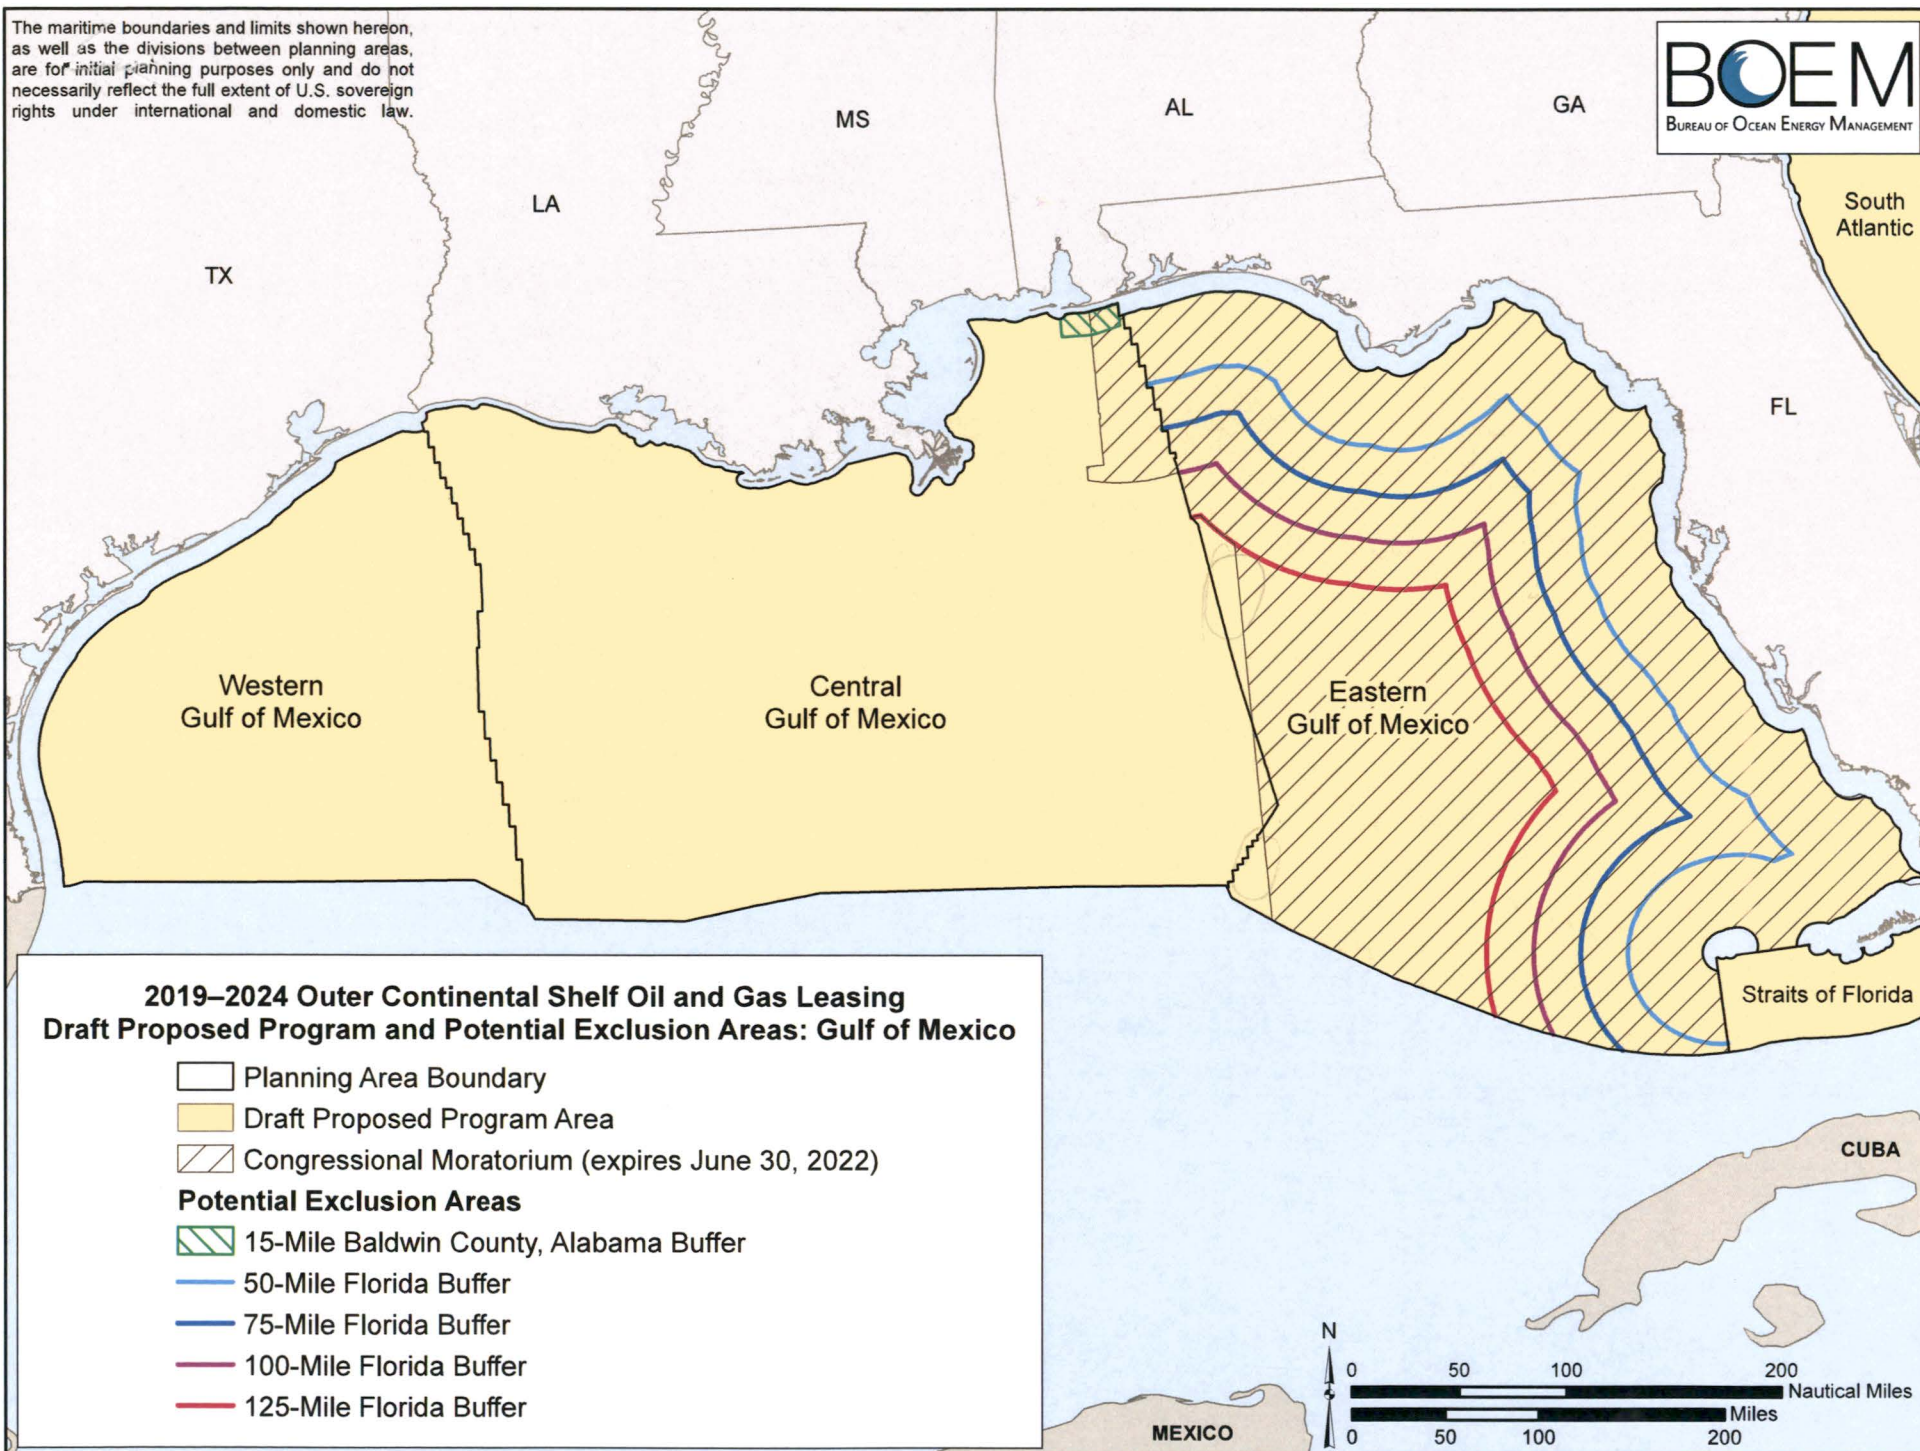 The maritime boundaries and limits shown hereon,
as well as the divisions between planning areas,
are for initial planning purposes only and do not
necessarily reflect the full extent of U.S. sovereign
rights under international and domestic law.
BOEM
BUREAU OF OCEAN ENERGY MANAGEMENT
TX
LA
MS
AL
GA
FL
South
Atlantic
Western
Gulf of Mexico
Central
Gulf of Mexico
Eastern
Gulf of Mexico
Straits of Florida
CUBA
MEXICO
2019–2024 Outer Continental Shelf Oil and Gas Leasing
Draft Proposed Program and Potential Exclusion Areas: Gulf of Mexico
Planning Area Boundary
Draft Proposed Program Area
Congressional Moratorium (expires June 30, 2022)
Potential Exclusion Areas
15-Mile Baldwin County, Alabama Buffer
50-Mile Florida Buffer
75-Mile Florida Buffer
100-Mile Florida Buffer
125-Mile Florida Buffer
N
0 50 100 200
Nautical Miles
Miles
0 50 100 200